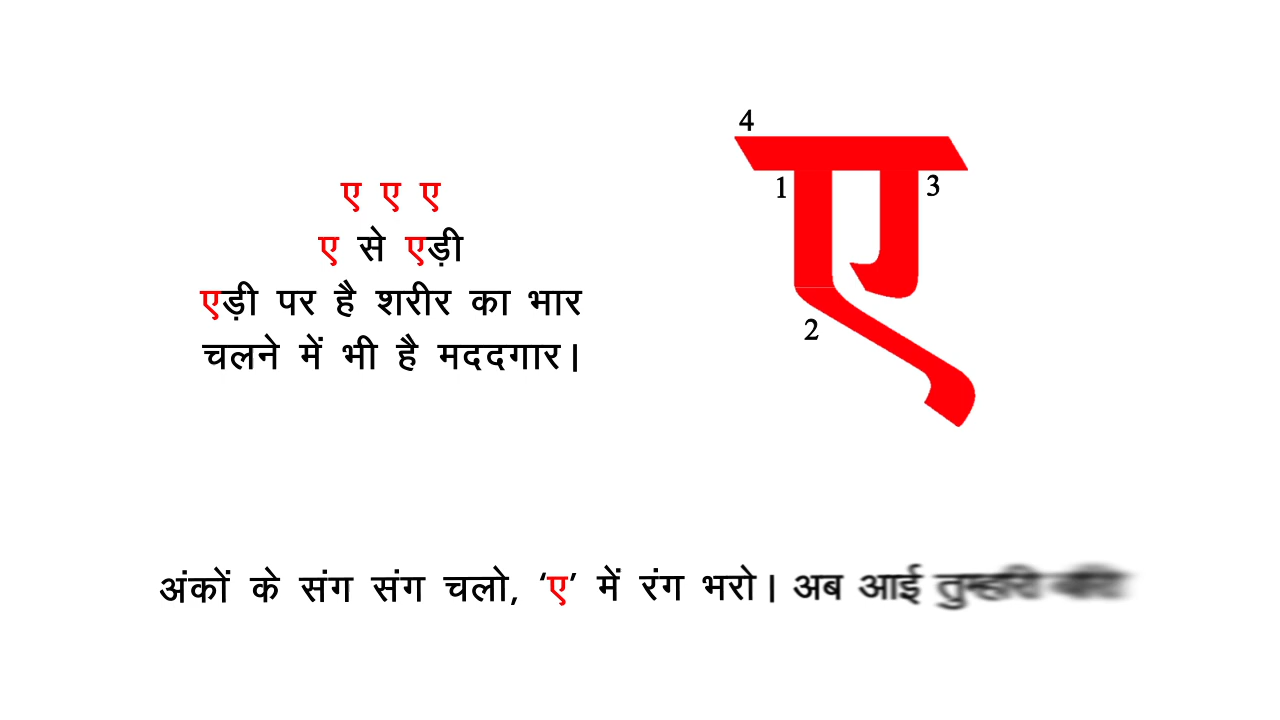 ए ए ए
ए से एड़ी
एड़ी पर है शरीर का भार
चलने में भी है मददगार।
4
ए
1
3
2
अंकों के संग संग चलो, ‘ए’ में रंग भरो। अब आई